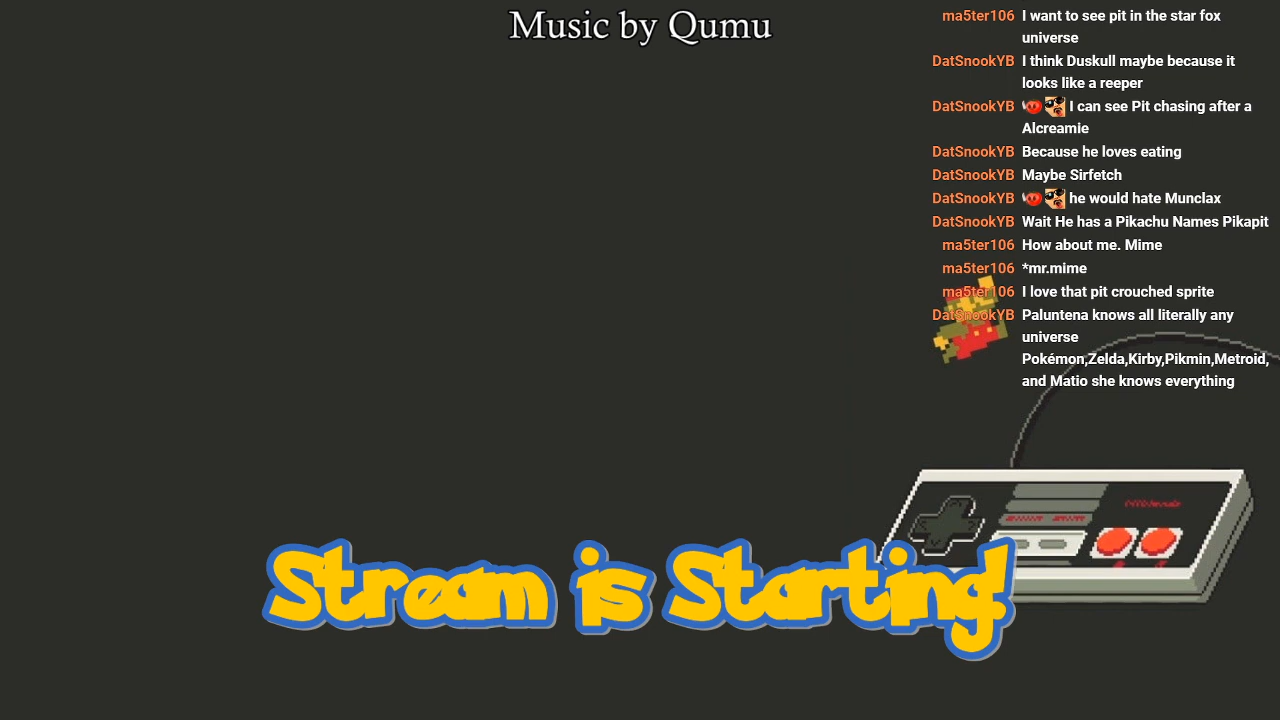 Music by Qumu
ma5ter106 I want to see pit in the star fox
universe
DatSnookYB I think Duskull maybe because it
looks like a reeper
DatSnookYB I can see Pit chasing after a
Alcreamie
DatSnookYB Because he loves eating
DatSnookYB Maybe Sirfetch
DatSnookYB he would hate Munclax
DatSnookYB Wait He has a Pikachu Names Pikapit
ma5ter106 How about me. Mime
ma5ter106 *mr.mime
ma5ter106 I love that pit crouched sprite
DatSnookYB Paluntena knows all literally any
universe
Pokémon,Zelda,Kirby,Pikmin,Metroid,
and Matio she knows everything
Stream is Starting!